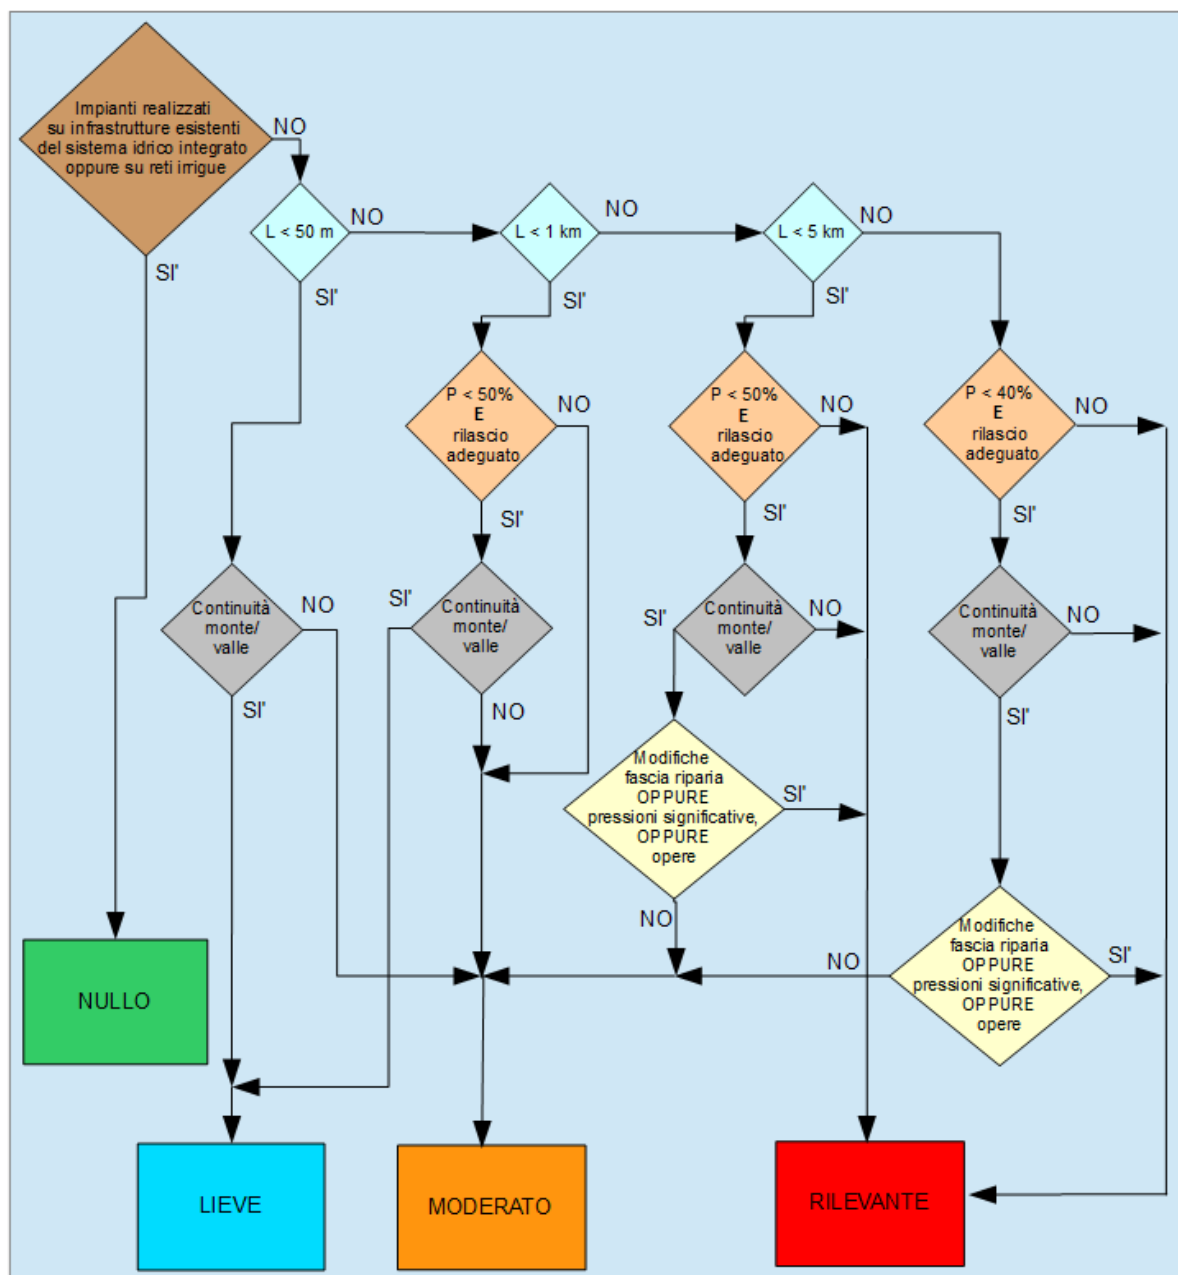 Impianti realizzati
su infrastrutture esistenti
del sistema idrico integrato
oppure su reti irrigue
NO
SI'
L < 50 m
NO
SI'
L < 1 km
NO
SI'
L < 5 km
NO
SI'
P < 50%
E
rilascio
adeguato
NO
SI'
P < 50%
E
rilascio
adeguato
NO
SI'
P < 40%
E
rilascio
adeguato
NO
SI'
Continuità
monte/
valle
NO
SI'
Continuità
monte/
valle
SI'
NO
Continuità
monte/
valle
SI'
NO
Continuità
monte/
valle
NO
SI'
Modifiche
fascia riparia
OPPURE
pressioni significative,
OPPURE
opere
SI'
NO
Modifiche
fascia riparia
OPPURE
pressioni significative,
OPPURE
opere
NO
SI'
NULLO
LIEVE
MODERATO
RILEVANTE